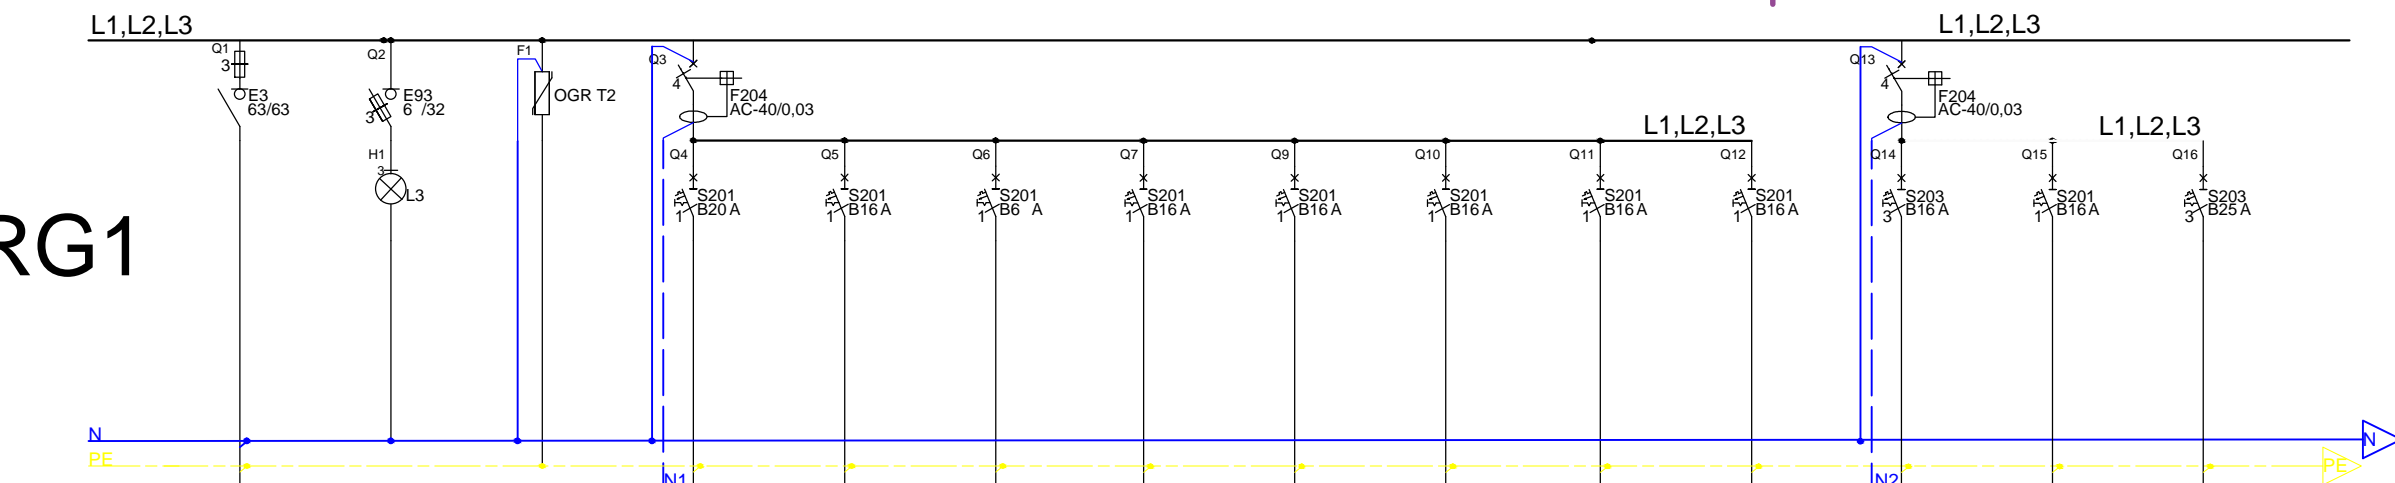 L1,L2,L3
L1,L2,L3
Q1
3
E3
63/63
Q2
E93
6 /32
3
H1
3
L3
F1
OGR T2
Q3
4
F204
AC-40/0,03
Q13
4
F204
AC-40/0,03
L1,L2,L3
L1,L2,L3
Q4
S201
B20 A
1
Q5
S201
B16 A
1
Q6
S201
B6 A
1
Q7
S201
B16 A
1
Q9
S201
B16 A
1
Q10
S201
B16 A
1
Q11
S201
B16 A
1
Q12
S201
B16 A
1
Q14
S203
B16 A
3
Q15
S201
B16 A
1
Q16
S203
B25 A
3
RG1
N
N
PE
PE
N1
N2